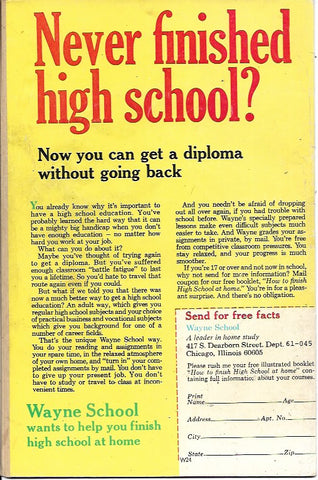 Never finished
high school?
Now you can get a diploma
without going back
You already know why it's important to
have a high school education. You've
probably learned the hard way that it can
be a mighty big handicap when you don't
have enough education – no matter how
hard you work at your job.
What can you do about it?
Maybe you've thought of trying again
to get a diploma. But you've suffered
enough classroom "battle fatigue" to last
you a lifetime. So you'd hate to travel that
route again even if you could.
But what if we told you that there was
now a much better way to get a high school
education? An adult way, which gives you
regular high school subjects and your choice
of practical business and vocational subjects
which give you background for one of a
number of career fields.
That's the unique Wayne School way.
You do your reading and assignments in
your spare time, in the relaxed atmosphere
of your own home, and "turn in" your com-
pleted assignments by mail. You don't have
to give up your present job. You don't
have to study or travel to class at incon-
venient times.
Wayne School
wants to help you finish
high school at home
And you needn't be afraid of dropping
out all over again, if you had trouble with
school before. Wayne's specially prepared
lessons make even difficult subjects much
easier to take. And Wayne grades your as-
signments in private, by mail. You're free
from competitive classroom pressures. You
stay relaxed, and your progress is much
smoother.
If you're 17 or over and not now in school,
why not send for more information? Mail
coupon for our free booklet, "How to finish
High School at home." You're in for a pleas-
ant surprise. And there's no obligation.
Send for free facts
Wayne School
A leader in home study
417 S. Dearborn Street, Dept. 61-045
Chicago, Illinois 60605
Please rush me your free illustrated booklet
"How to finish High School at home" con-
taining full information about your courses.
Print
Name Age
Address Apt. No.
City
State Zip
W24